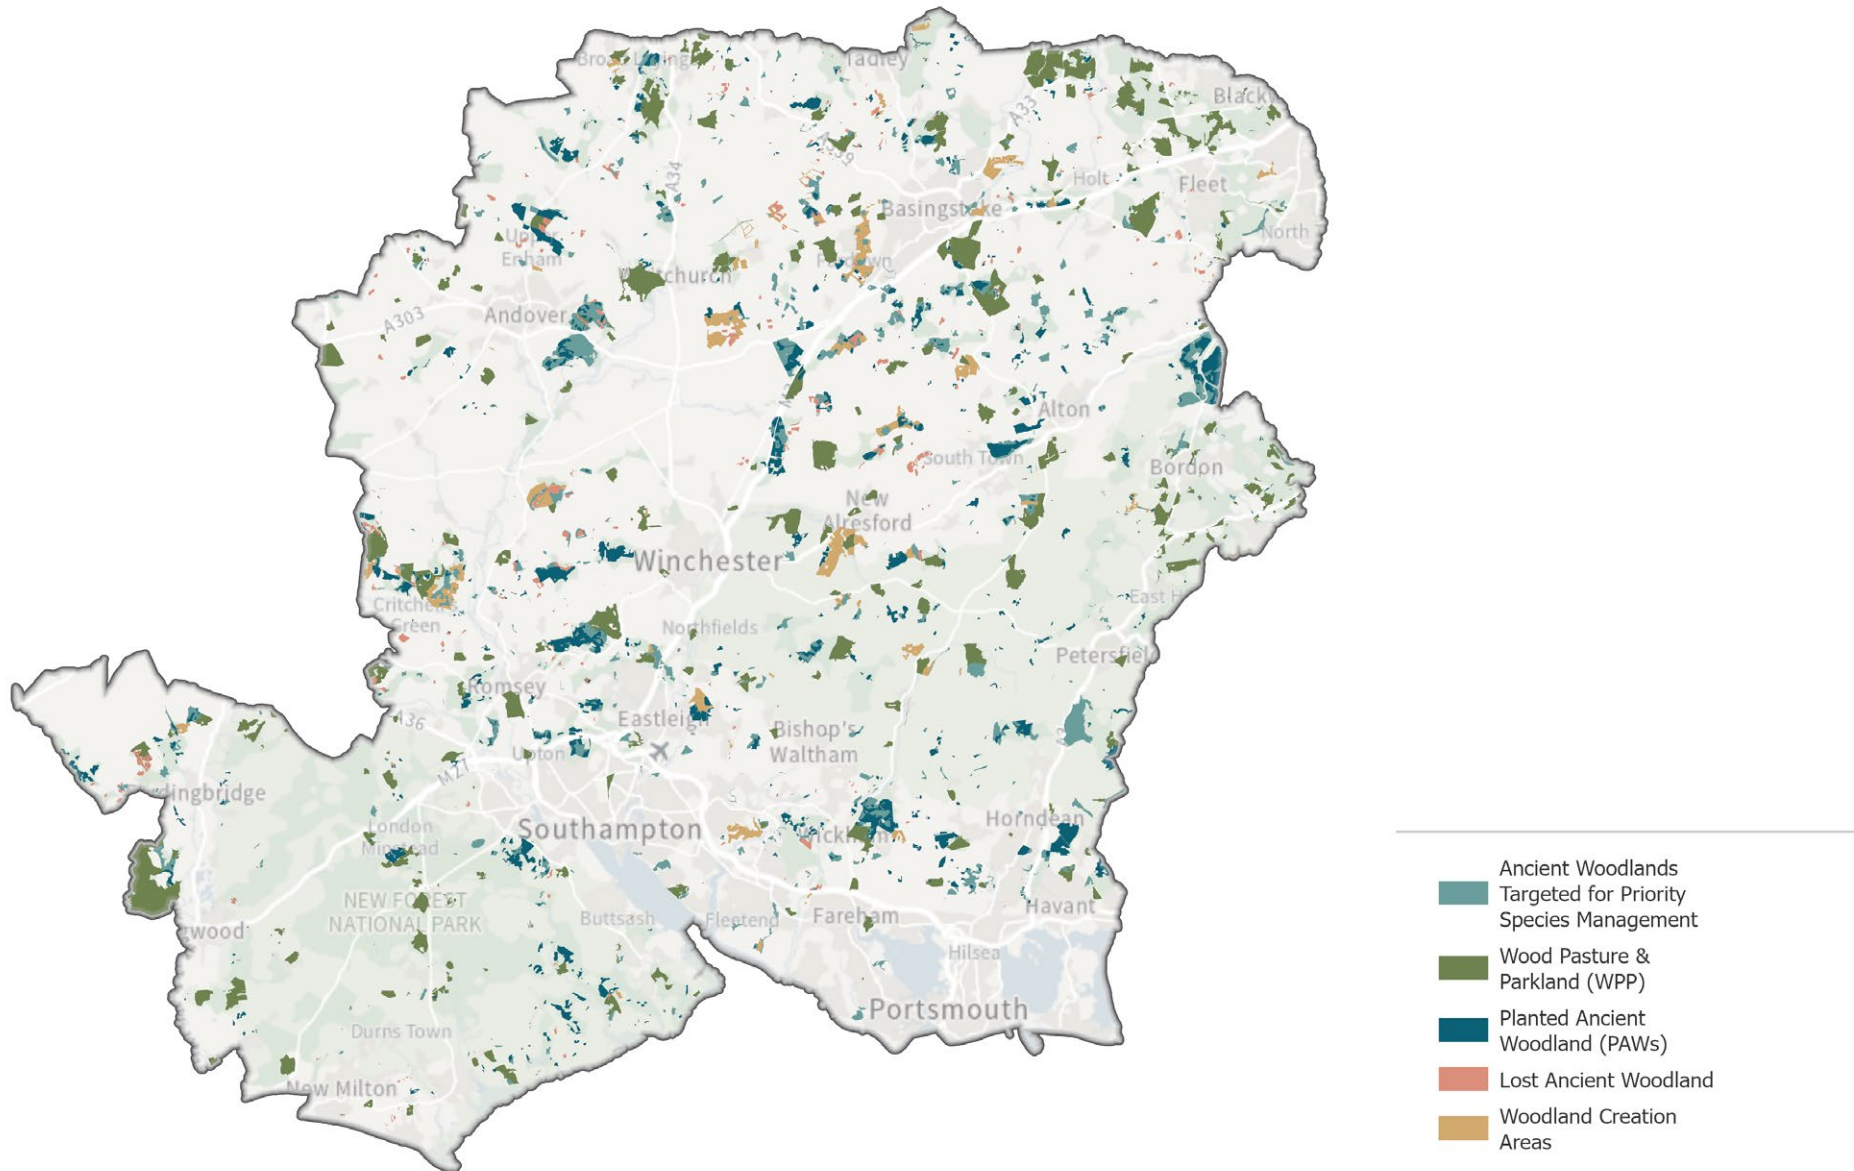 Tadley
A33
A339
A34
Holt
Fleet
Basingstoke
North
Upper
Enham
Andover
A303
Alton
South Town
Bordon
New
Alresford
Winchester
Critchell's
Green
Northfields
East H
Petersfield
Romsey
A36
Eastleigh
Bishop's
Waltham
Upton
M27
dingbridge
Southampton
Horndean
Wickham
London
Minstead
NEW FOREST
NATIONAL PARK
Buttsash
Fleetend
Fareham
Havant
gwood
Hilsea
Portsmouth
Durns Town
New Milton
Ancient Woodlands
Targeted for Priority
Species Management
Wood Pasture &
Parkland (WPP)
Planted Ancient
Woodland (PAWs)
Lost Ancient Woodland
Woodland Creation
Areas